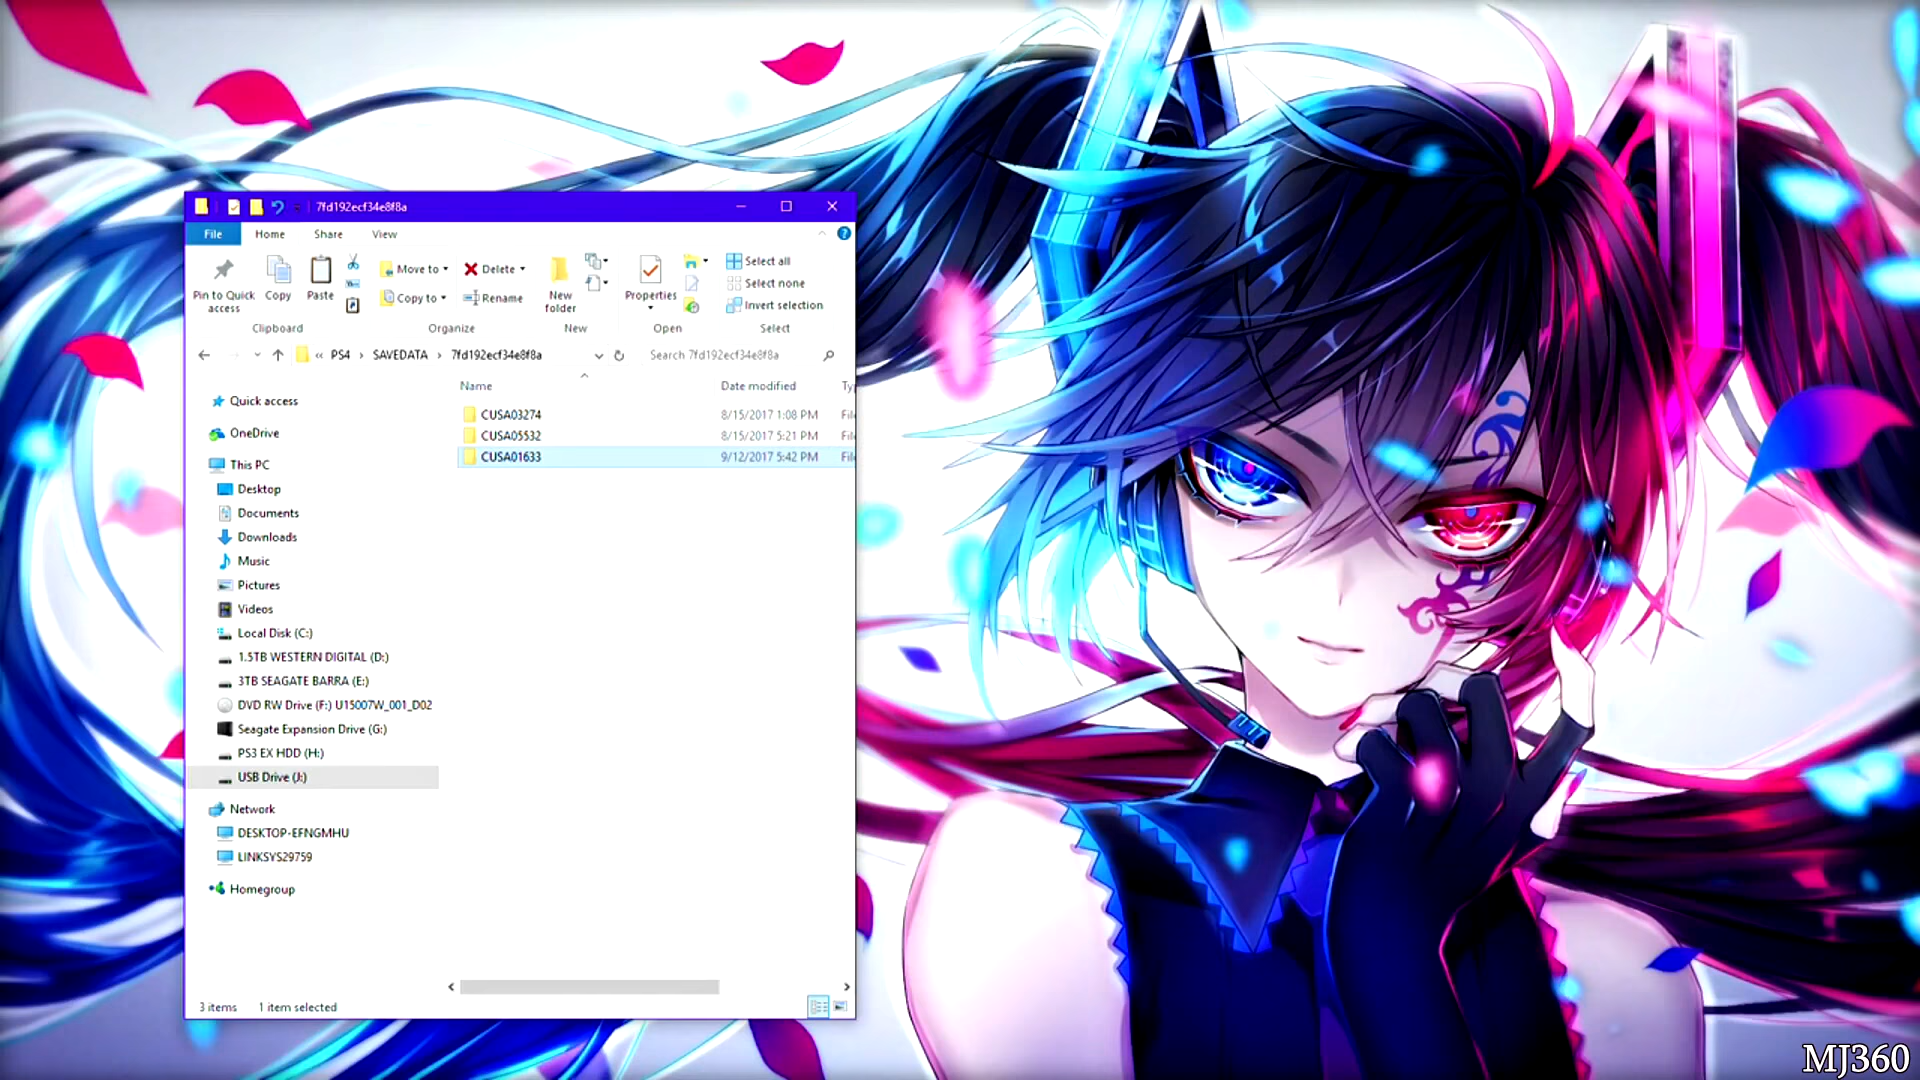 7fd192ecf34e8f8a
File Home Share View
Pin to Quick access
Copy
Paste
Move to
Copy to
Delete
Rename
New folder
Properties
Select all
Select none
Invert selection
Clipboard Organize New Open Select
« PS4 › SAVEDATA › 7fd192ecf34e8f8a
Search 7fd192ecf34e8f8a
Name Date modified Ty
CUSA03274 8/15/2017 1:08 PM File
CUSA05532 8/15/2017 5:21 PM File
CUSA01633 9/12/2017 5:42 PM File
Quick access
OneDrive
This PC
Desktop
Documents
Downloads
Music
Pictures
Videos
Local Disk (C:)
1.5TB WESTERN DIGITAL (D:)
3TB SEAGATE BARRA (E:)
DVD RW Drive (F:) U15007W_001_D02
Seagate Expansion Drive (G:)
PS3 EX HDD (H:)
USB Drive (J:)
Network
DESKTOP-EFNGMHU
LINKSYS29759
Homegroup
3 items 1 item selected
MJ360